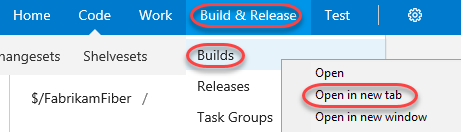 Home Code Work Build & Release Test
hangesets Shelvesets Builds
Open
$/FabrikamFiber / Releases
Open in new tab
Task Groups
Open in new window